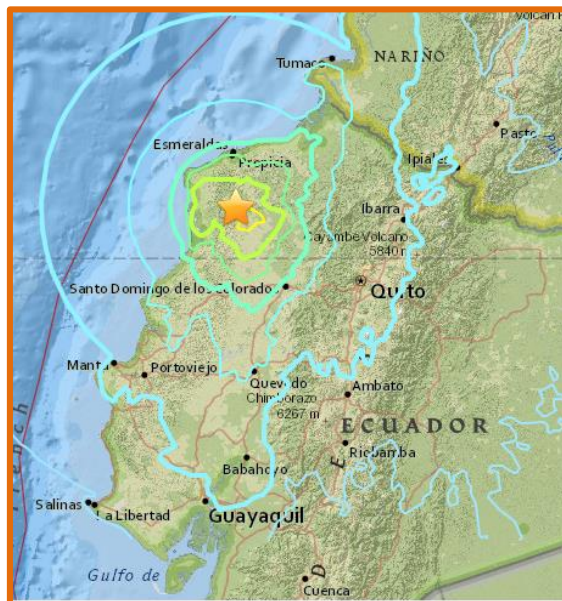 Tumaco
NARIÑO
Pasto
Esmeraldas
Propicia
Ipiales
Ibarra
Cayambe Volcano
5840 m
Santo Domingo de los Colorados
Quito
Manta
Portoviejo
Quevedo
Chimborazo
6267 m
Ambato
ECUADOR
Riobamba
Babahoyo
Salinas
La Libertad
Guayaquil
Gulfo de
Cuenca